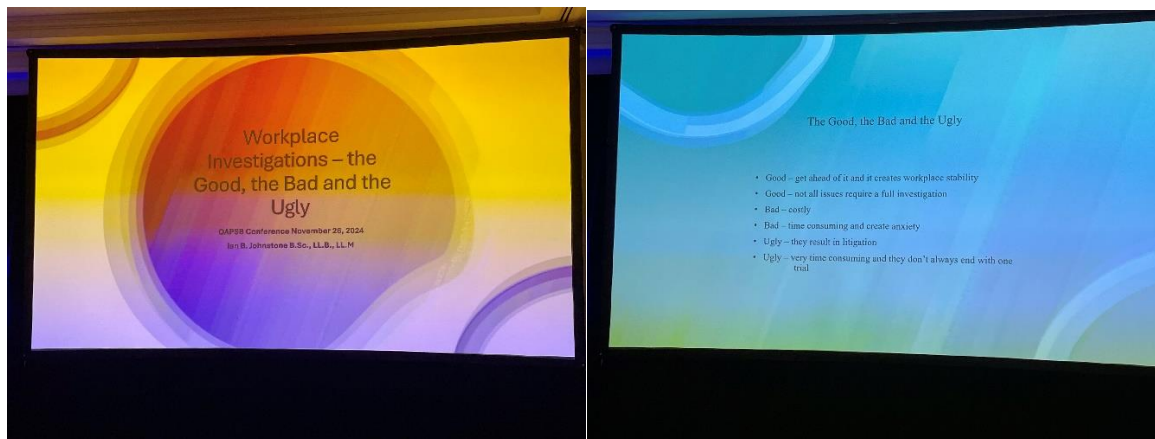 Workplace
Investigations – the
Good, the Bad and the
Ugly
OAPSB Conference November 26, 2024
Ian B. Johnstone B.Sc., LL.B., LL.M
The Good, the Bad and the Ugly
• Good – get ahead of it and it creates workplace stability
• Good – not all issues require a full investigation
• Bad – costly
• Bad – time consuming and create anxiety
• Ugly – they result in litigation
• Ugly – very time consuming and they don't always end with one
trial